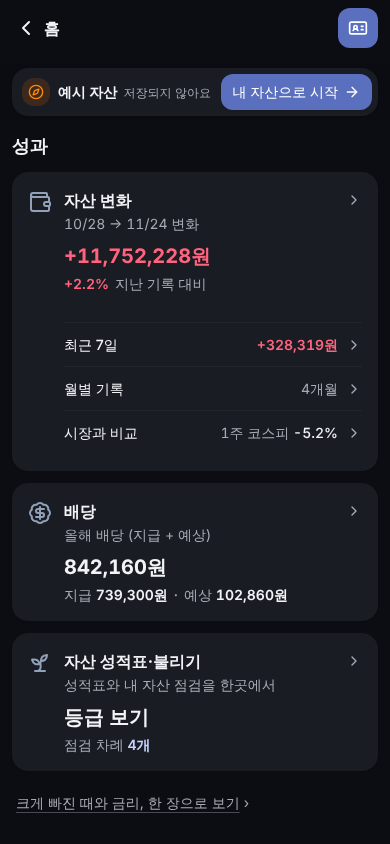 홈
예시 자산 저장되지 않아요 내 자산으로 시작 →
성과
자산 변화
10/28 → 11/24 변화
+11,752,228원
+2.2% 지난 기록 대비
최근 7일 +328,319원
월별 기록 4개월
시장과 비교 1주 코스피 -5.2%
배당
올해 배당 (지급 + 예상)
842,160원
지급 739,300원 · 예상 102,860원
자산 성적표·불리기
성적표와 내 자산 점검을 한곳에서
등급 보기
점검 차례 4개
크게 빠진 때와 금리, 한 장으로 보기 ›